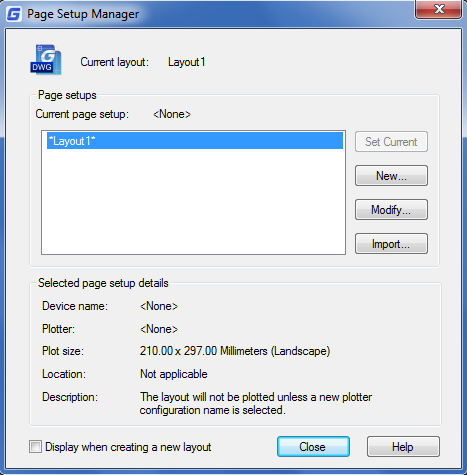 Page Setup Manager
DWG
Current layout: Layout1
Page setups
Current page setup: <None>
*Layout1*
Set Current
New...
Modify...
Import...
Selected page setup details
Device name: <None>
Plotter: <None>
Plot size: 210.00 x 297.00 Millimeters (Landscape)
Location: Not applicable
Description: The layout will not be plotted unless a new plotter
configuration name is selected.
Display when creating a new layout
Close
Help